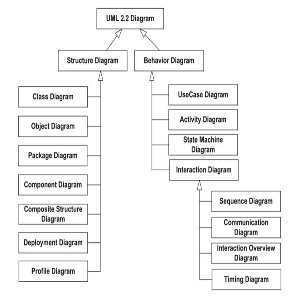 UML 2.2 Diagram
Structure Diagram
Behavior Diagram
Class Diagram
Object Diagram
Package Diagram
Component Diagram
Composite Structure
Diagram
Deployment Diagram
Profile Diagram
UseCase Diagram
Activity Diagram
State Machine
Diagram
Interaction Diagram
Sequence Diagram
Communication
Diagram
Interaction Overview
Diagram
Timing Diagram